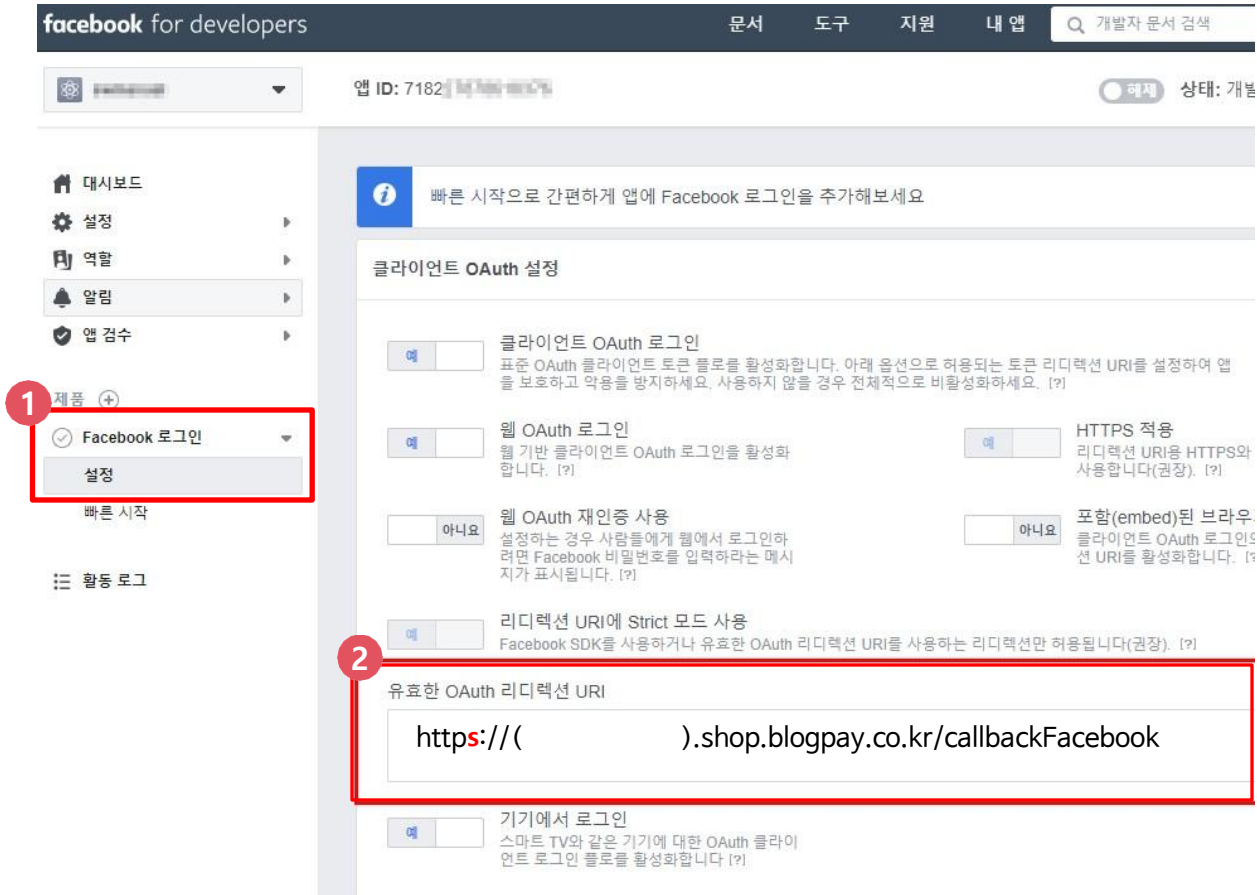 facebook for developers
문서 도구 지원 내 앱 개발자 문서 검색
앱 ID: 7182
해제 상태: 개발
대시보드
설정
역할
알림
앱 검수
1
제품
Facebook 로그인
설정
빠른 시작
활동 로그
빠른 시작으로 간편하게 앱에 Facebook 로그인을 추가해보세요
클라이언트 OAuth 설정
예
클라이언트 OAuth 로그인
표준 OAuth 클라이언트 토큰 플로를 활성화합니다. 아래 옵션으로 허용되는 토큰 리디렉션 URI를 설정하여 앱
을 보호하고 악용을 방지하세요. 사용하지 않을 경우 전체적으로 비활성화하세요. [?]
예
웹 OAuth 로그인
웹 기반 클라이언트 OAuth 로그인을 활성화
합니다. [?]
예
HTTPS 적용
리디렉션 URI용 HTTPS와
사용합니다(권장). [?]
아니요
웹 OAuth 재인증 사용
설정하는 경우 사람들에게 웹에서 로그인하
려면 Facebook 비밀번호를 입력하라는 메시
지가 표시됩니다. [?]
아니요
포함(embed)된 브라우
클라이언트 OAuth 로그인의
션 URI를 활성화합니다.
예
리디렉션 URI에 Strict 모드 사용
Facebook SDK를 사용하거나 유효한 OAuth 리디렉션 URI를 사용하는 리디렉션만 허용됩니다(권장). [?]
2
유효한 OAuth 리디렉션 URI
https://( ).shop.blogpay.co.kr/callbackFacebook
예
기기에서 로그인
스마트 TV와 같은 기기에 대한 OAuth 클라이
언트 로그인 플로를 활성화합니다 [?]